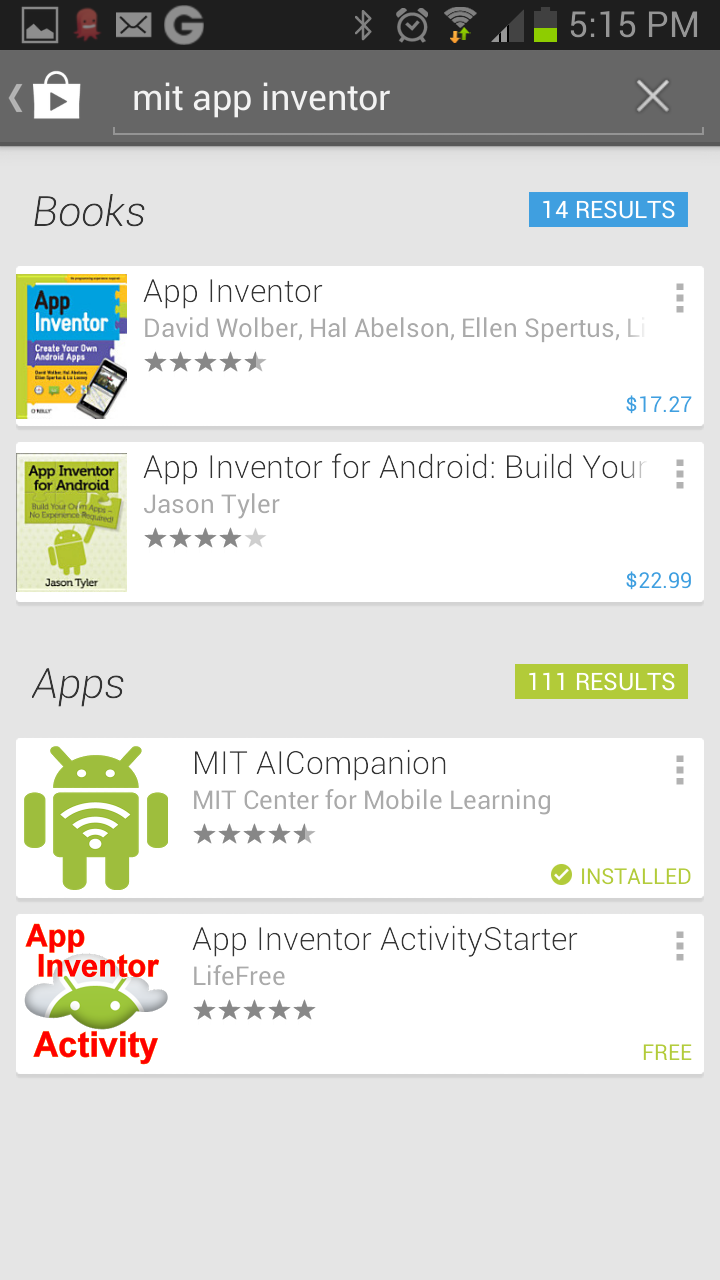 5:15 PM
mit app inventor
Books
14 RESULTS
App
Inventor
Create Your Own
Android Apps
David Wolber, Hal Abelson,
Ellen Spertus & Liz Looney
O'REILLY
App Inventor
David Wolber, Hal Abelson, Ellen Spertus, Li
$17.27
App Inventor
for Android
Build Your Own Apps –
No Experience Required!
Jason Tyler
App Inventor for Android: Build Your
Jason Tyler
$22.99
Apps
111 RESULTS
MIT AICompanion
MIT Center for Mobile Learning
INSTALLED
App
Inventor
Activity
App Inventor ActivityStarter
LifeFree
FREE